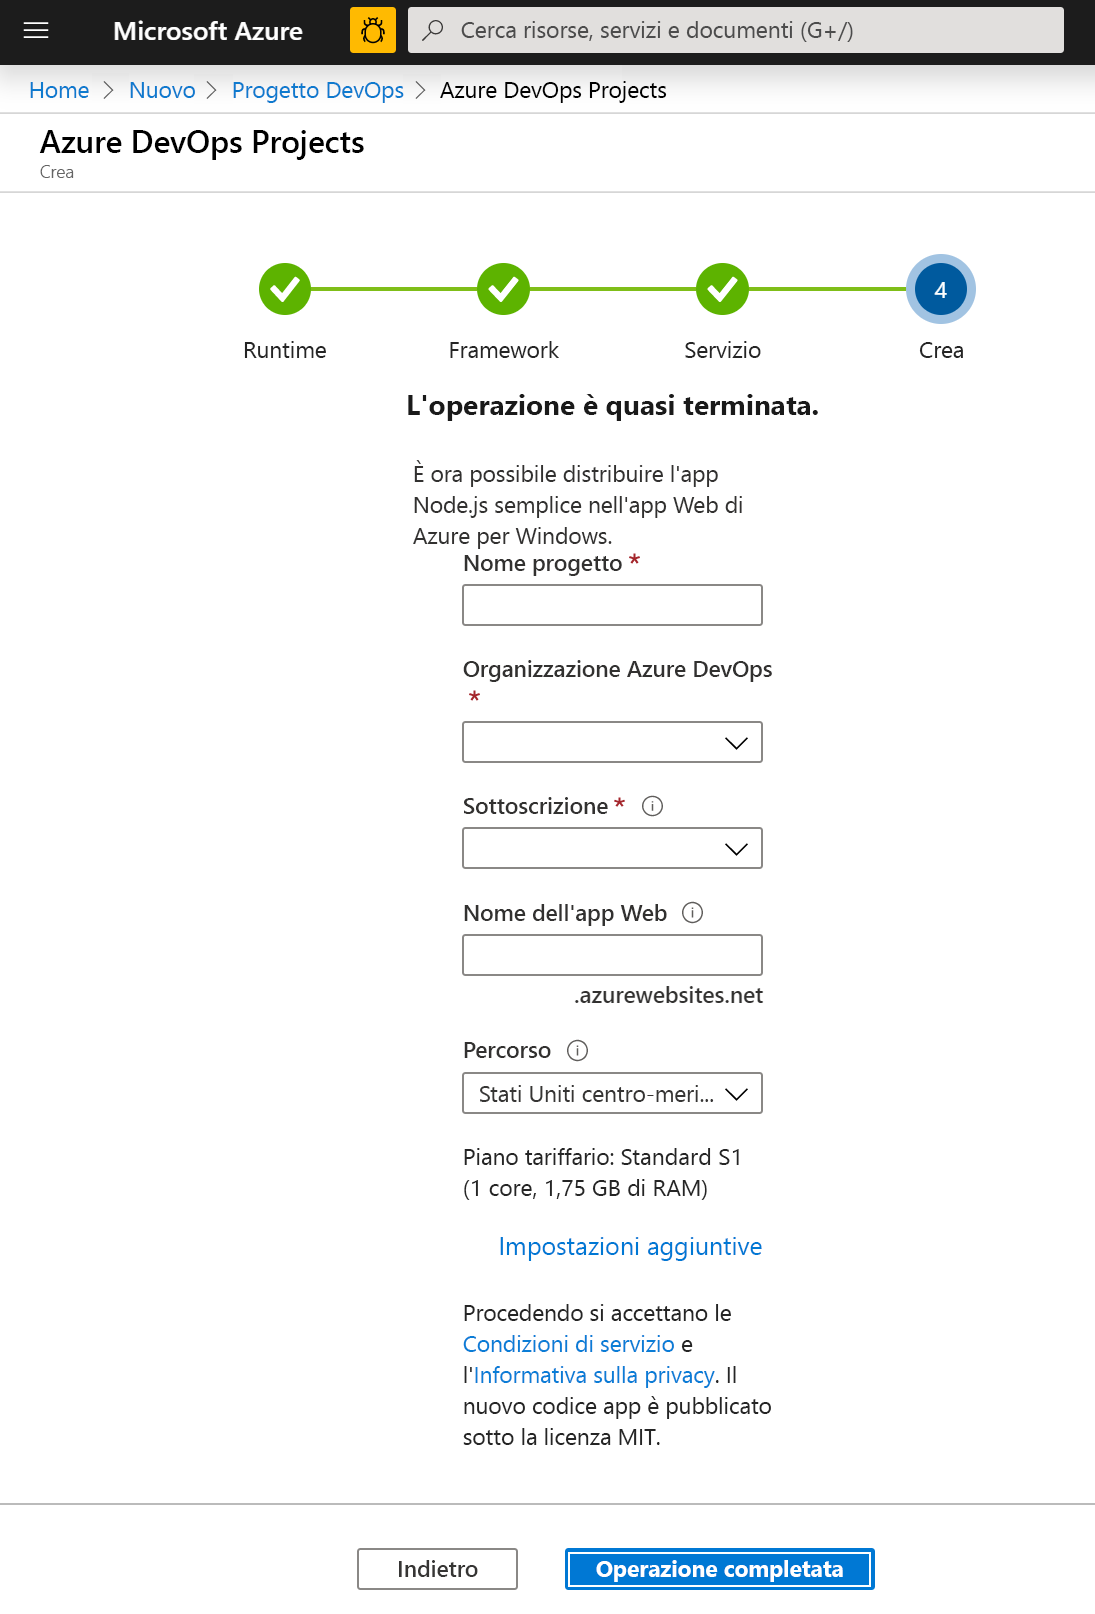 Microsoft Azure
Cerca risorse, servizi e documenti (G+/)
Home > Nuovo > Progetto DevOps > Azure DevOps Projects
Azure DevOps Projects
Crea
4
Runtime Framework Servizio Crea
L'operazione è quasi terminata.
È ora possibile distribuire l'app
Node.js semplice nell'app Web di
Azure per Windows.
Nome progetto *
Organizzazione Azure DevOps
*
Sottoscrizione *
Nome dell'app Web
.azurewebsites.net
Percorso
Stati Uniti centro-meri...
Piano tariffario: Standard S1
(1 core, 1,75 GB di RAM)
Impostazioni aggiuntive
Procedendo si accettano le
Condizioni di servizio e
l'Informativa sulla privacy. Il
nuovo codice app è pubblicato
sotto la licenza MIT.
Indietro
Operazione completata